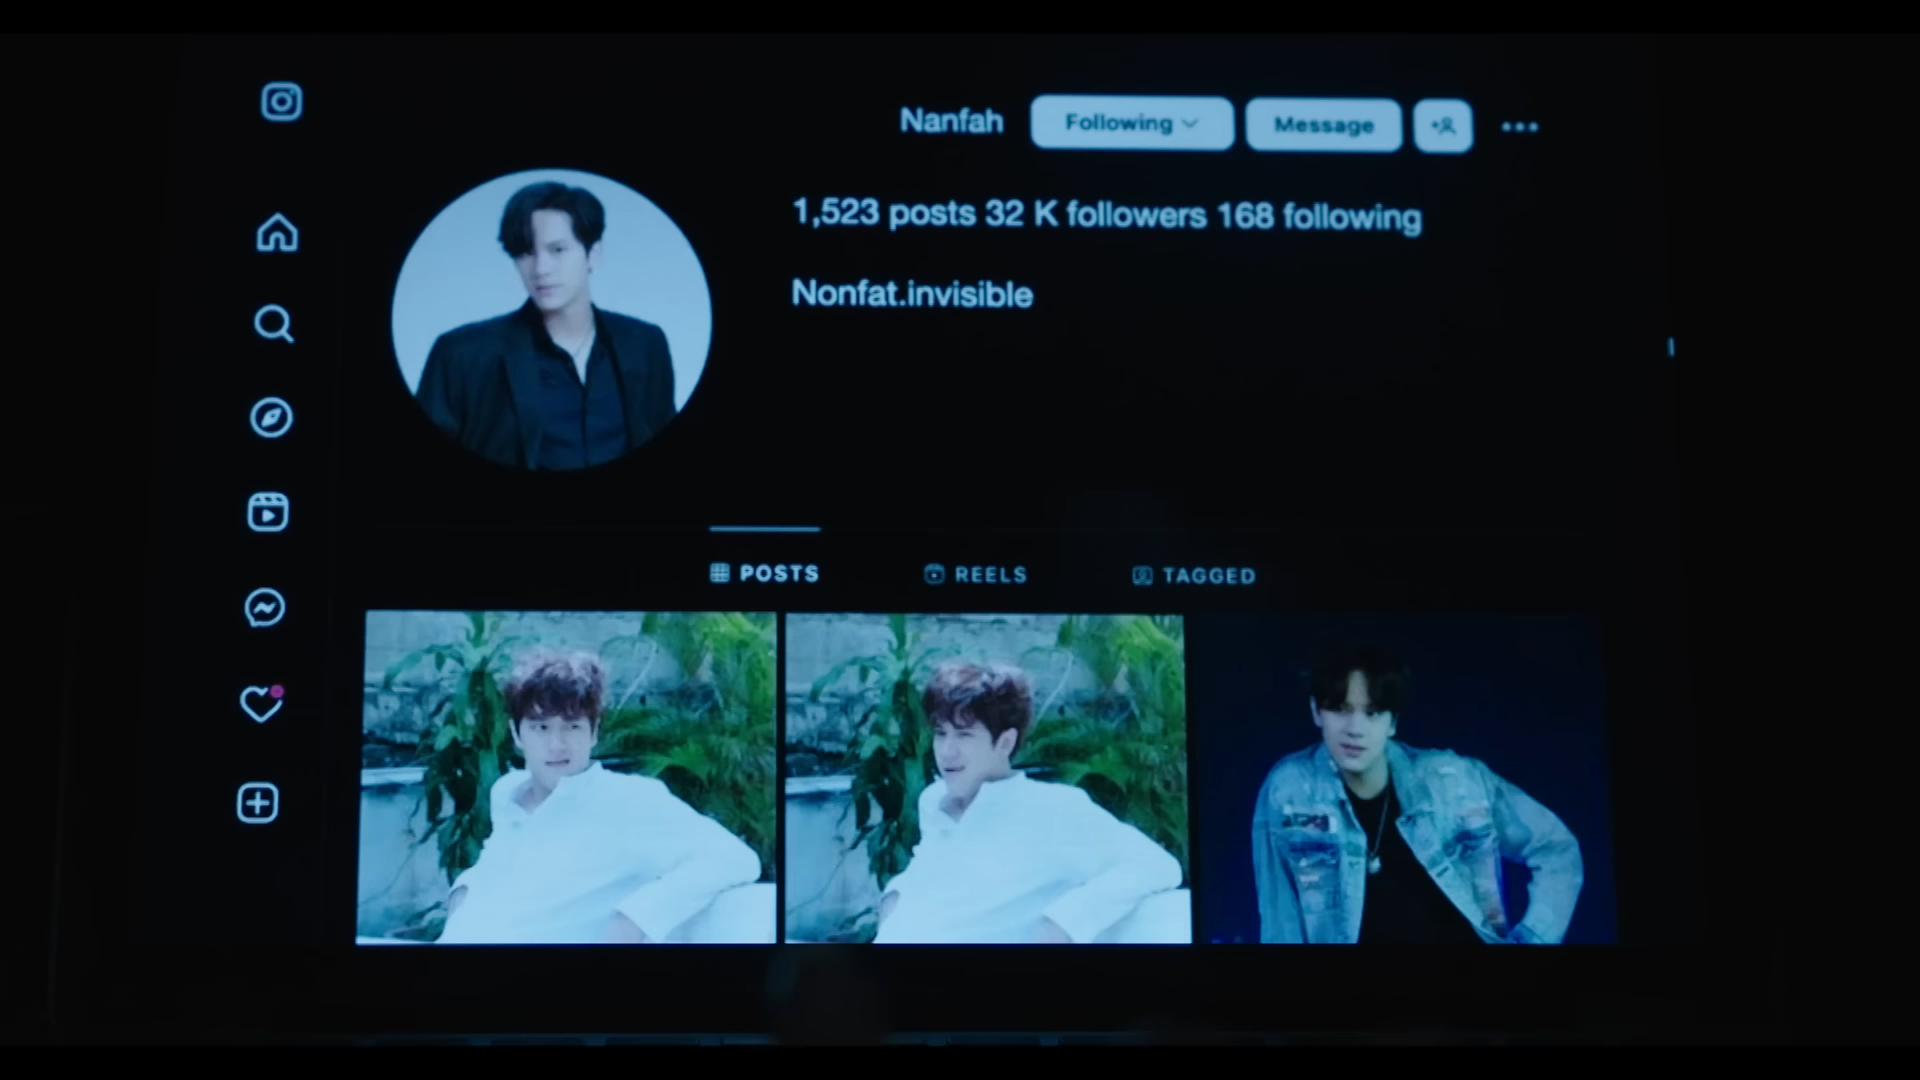 Nanfah Following Message
1,523 posts 32 K followers 168 following
Nonfat.invisible
POSTS REELS TAGGED